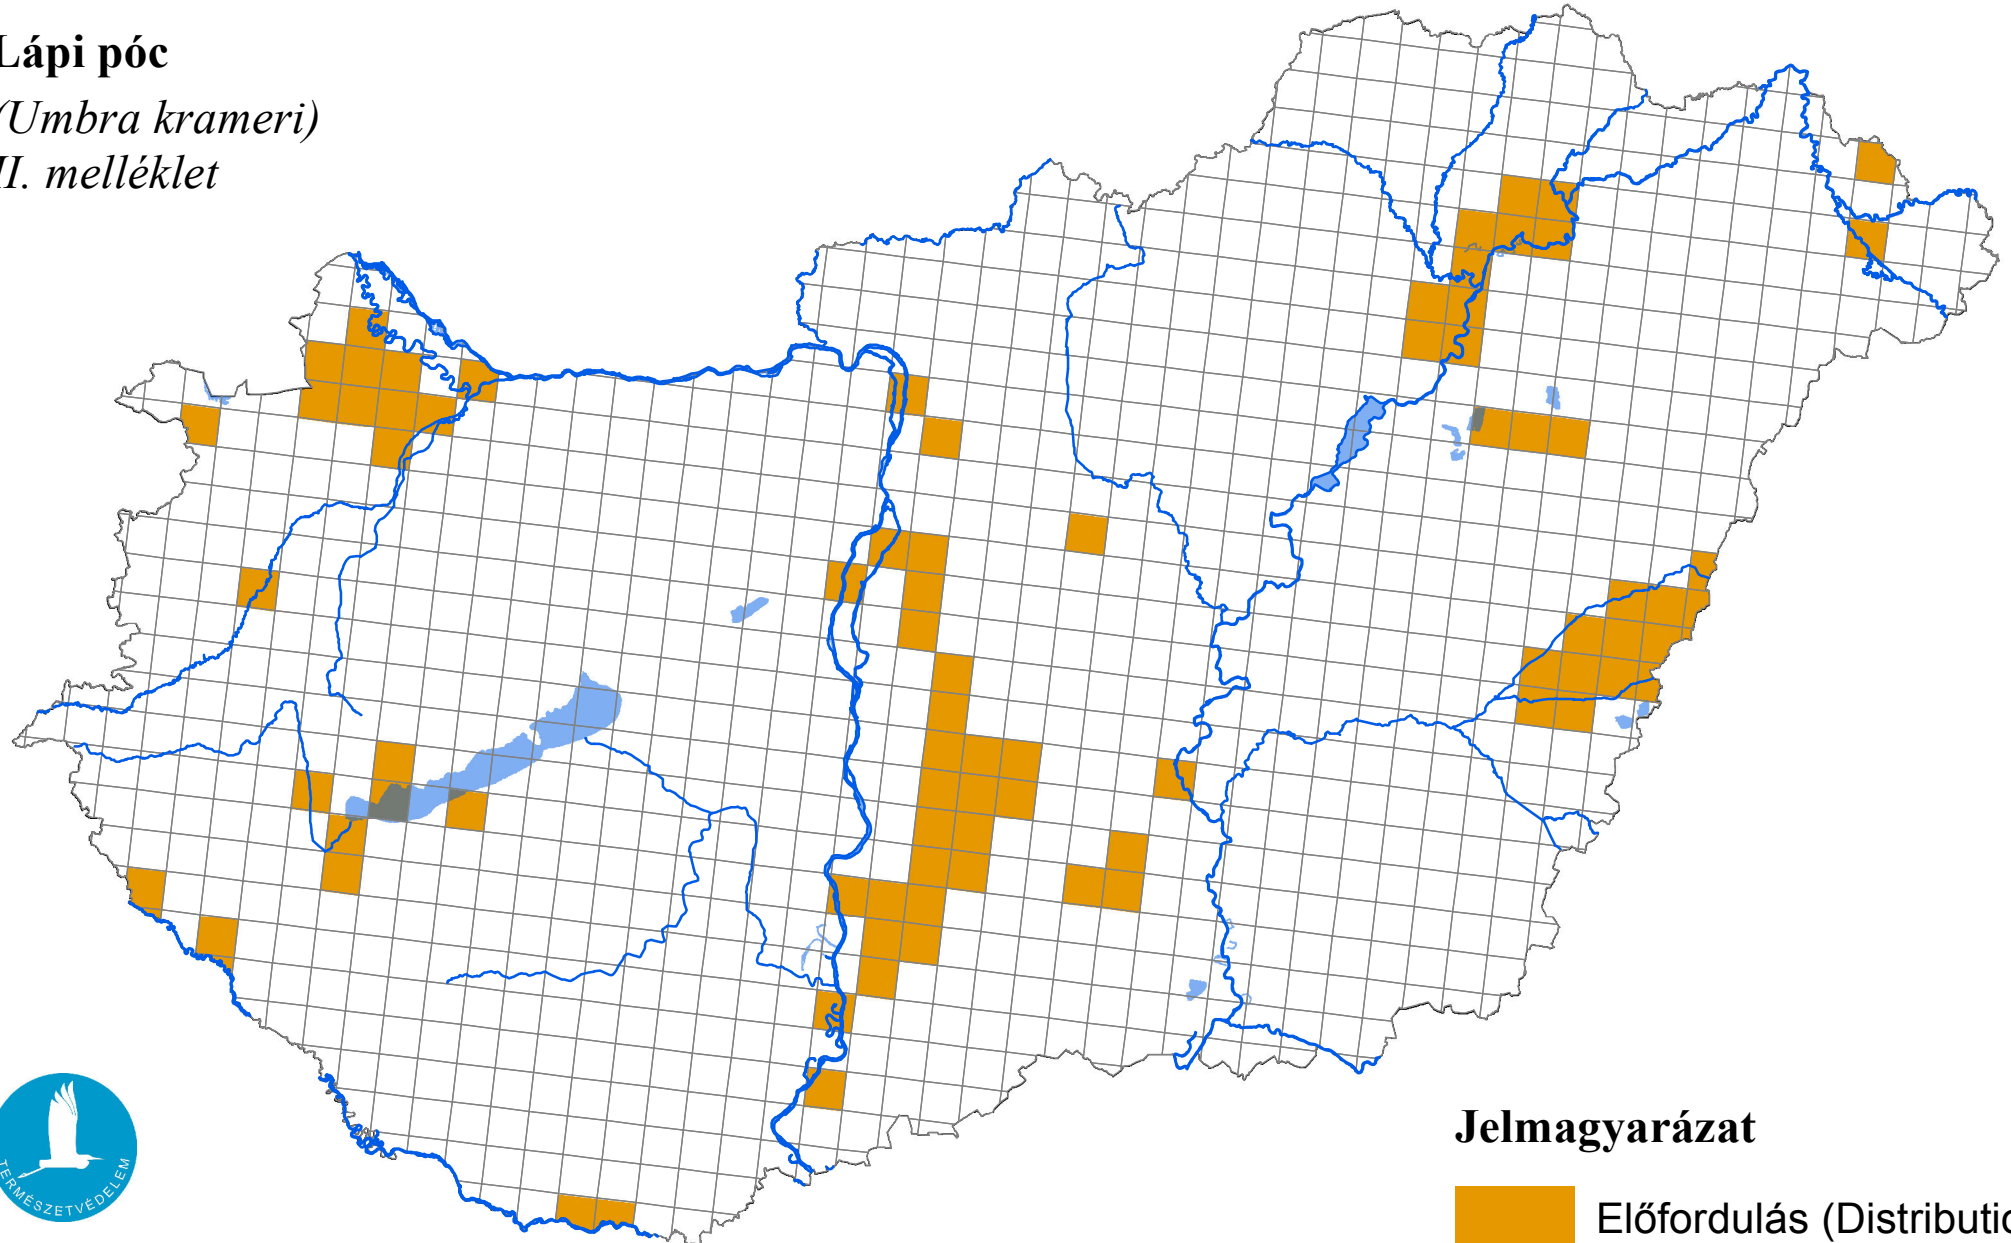 Lápi póc
(Umbra krameri)
II. melléklet
TERMÉSZETVÉDELEM
Jelmagyarázat
Előfordulás (Distributio